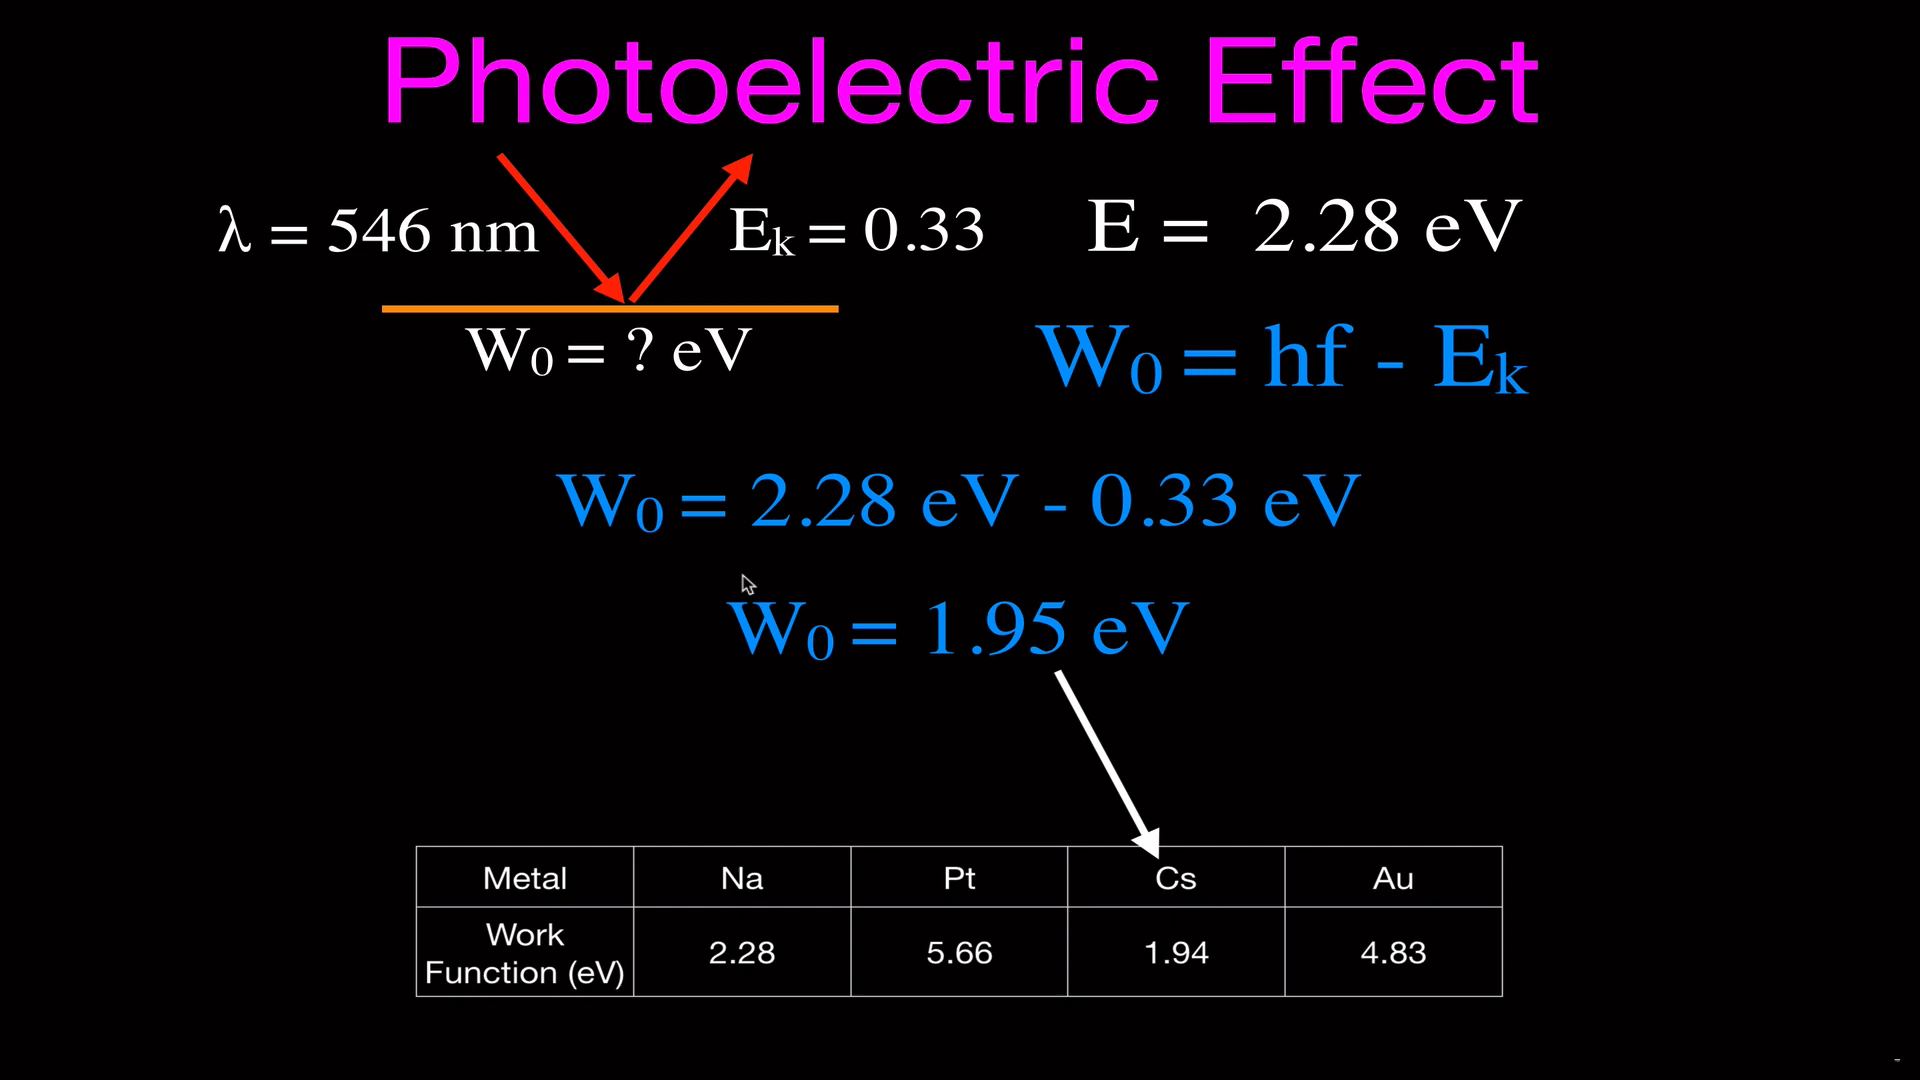 Photoelectric Effect
λ = 546 nm
Eₖ = 0.33
E = 2.28 eV
W₀ = ? eV
W₀ = hf - Eₖ
W₀ = 2.28 eV - 0.33 eV
W₀ = 1.95 eV
Metal Na Pt Cs Au
Work
Function (eV) 2.28 5.66 1.94 4.83